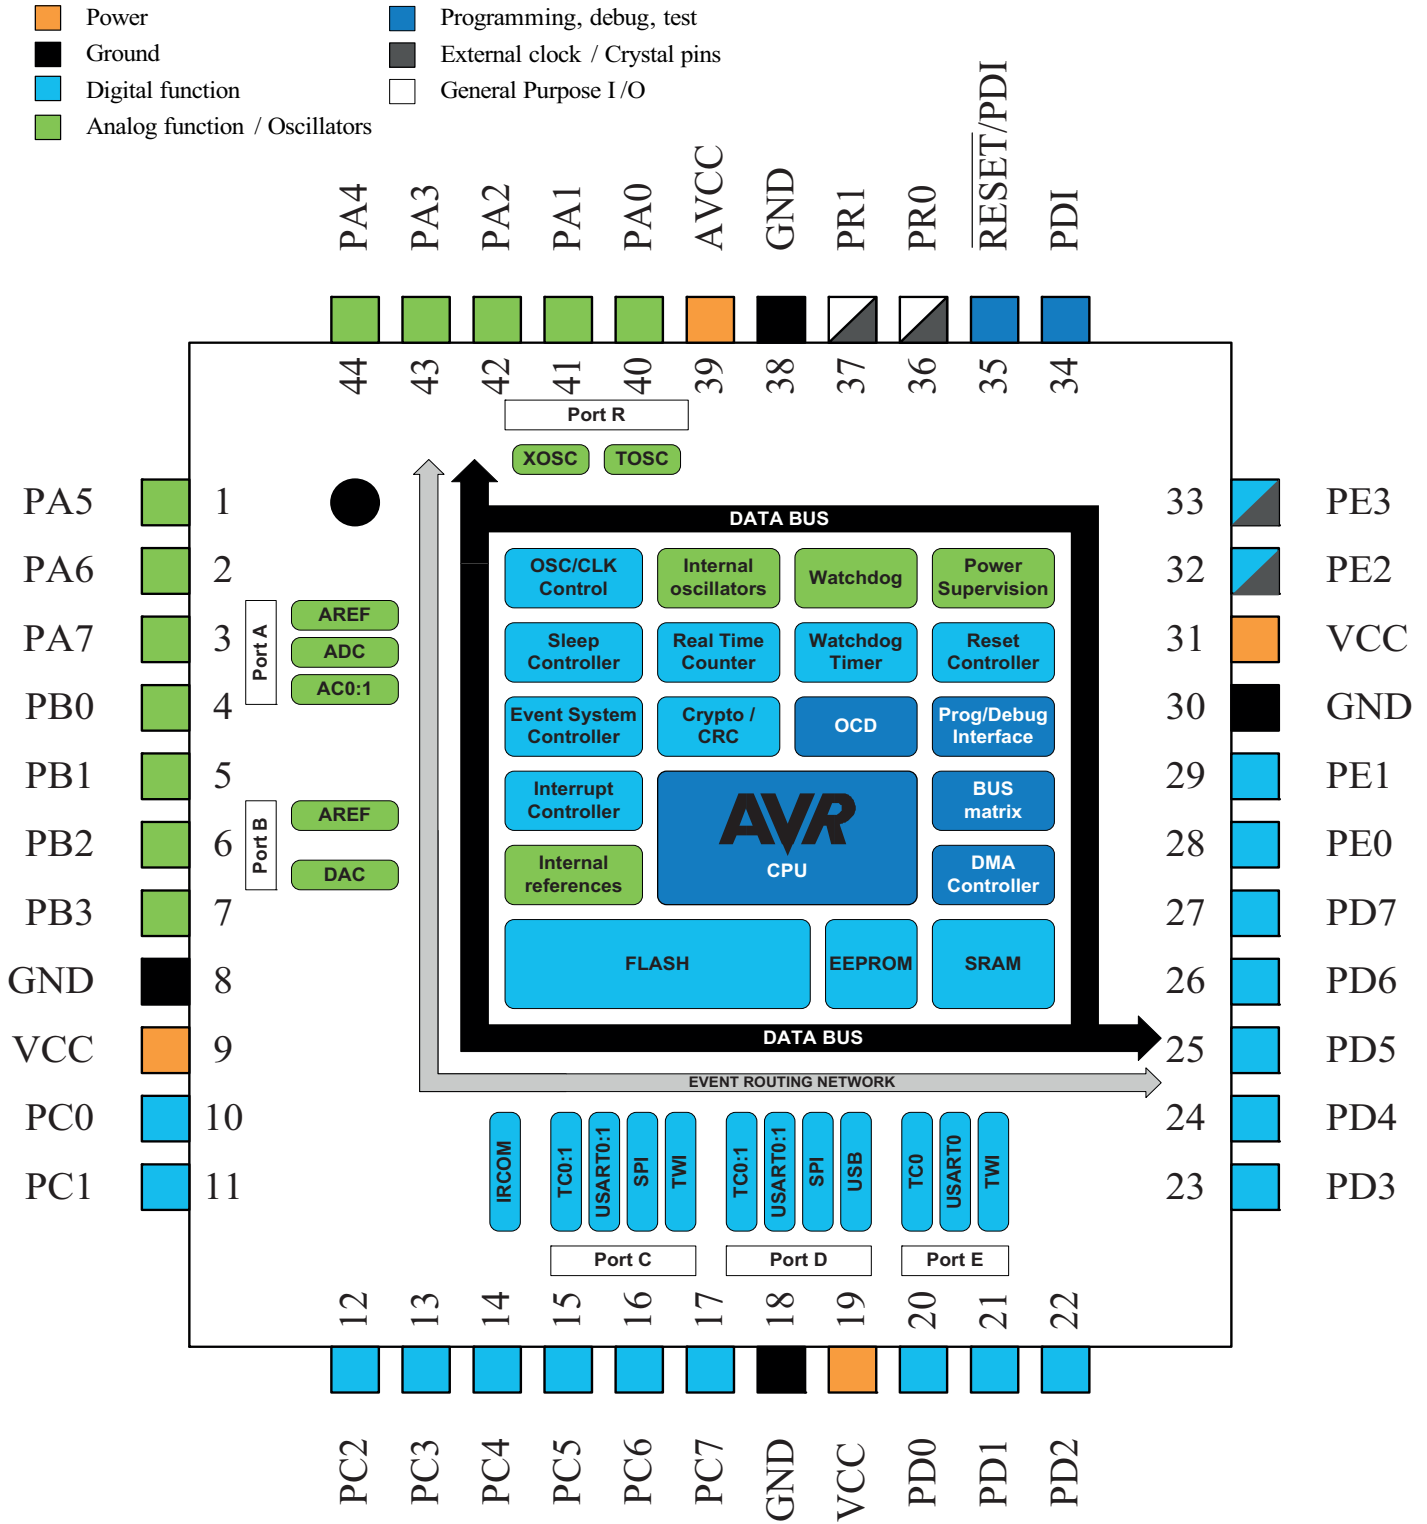 Power
Ground
Digital function
Analog function / Oscillators
Programming, debug, test
External clock / Crystal pins
General Purpose I /O
PA4
PA3
PA2
PA1
PA0
AVCC
GND
PR1
PR0
RESET/PDI
PDI
44
43
42
41
40
39
38
37
36
35
34
Port R
XOSC
TOSC
PA5 1
PA6 2
PA7 3
PB0 4
PB1 5
PB2 6
PB3 7
GND 8
VCC 9
PC0 10
PC1 11
Port A
AREF
ADC
AC0:1
Port B
AREF
DAC
DATA BUS
OSC/CLK
Control
Internal
oscillators
Watchdog
Power
Supervision
Sleep
Controller
Real Time
Counter
Watchdog
Timer
Reset
Controller
Event System
Controller
Crypto /
CRC
OCD
Prog/Debug
Interface
Interrupt
Controller
AVR
CPU
BUS
matrix
Internal
references
DMA
Controller
FLASH
EEPROM
SRAM
DATA BUS
EVENT ROUTING NETWORK
33 PE3
32 PE2
31 VCC
30 GND
29 PE1
28 PE0
27 PD7
26 PD6
25 PD5
24 PD4
23 PD3
IRCOM
TC0:1
USART0:1
SPI
TWI
Port C
TC0:1
USART0:1
SPI
USB
Port D
TC0
USART0
TWI
Port E
12
13
14
15
16
17
18
19
20
21
22
PC2
PC3
PC4
PC5
PC6
PC7
GND
VCC
PD0
PD1
PD2